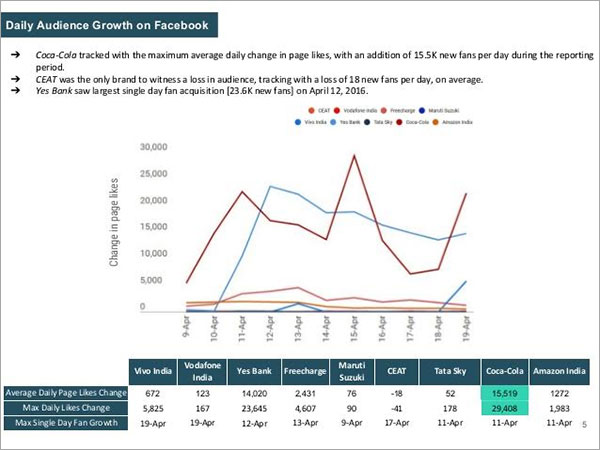 Daily Audience Growth on Facebook
➔ Coca-Cola tracked with the maximum average daily change in page likes, with an addition of 15.5K new fans per day during the reporting
period.
➔ CEAT was the only brand to witness a loss in audience, tracking with a loss of 18 new fans per day, on average.
➔ Yes Bank saw largest single day fan acquisition [23.6K new fans] on April 12, 2016.
CEAT Vodafone India Freecharge Maruti Suzuki
Vivo India Yes Bank Tata Sky Coca-Cola Amazon India
Change in page likes
30,000
25,000
20,000
15,000
10,000
5,000
0
9-Apr 10-Apr 11-Apr 12-Apr 13-Apr 14-Apr 15-Apr 16-Apr 17-Apr 18-Apr 19-Apr
Vivo India Vodafone India Yes Bank Freecharge Maruti Suzuki CEAT Tata Sky Coca-Cola Amazon India
Average Daily Page Likes Change 672 123 14,020 2,431 76 -18 52 15,519 1272
Max Daily Likes Change 5,825 167 23,645 4,607 90 -41 178 29,408 1,983
Max Single Day Fan Growth 19-Apr 19-Apr 12-Apr 13-Apr 9-Apr 17-Apr 11-Apr 11-Apr 11-Apr
5